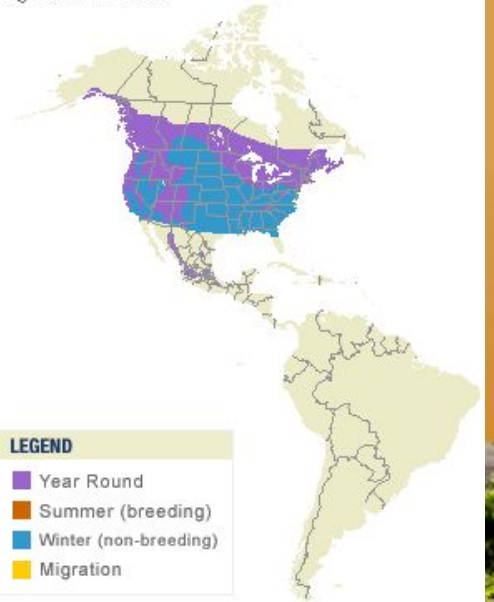 LEGEND
Year Round
Summer (breeding)
Winter (non-breeding)
Migration